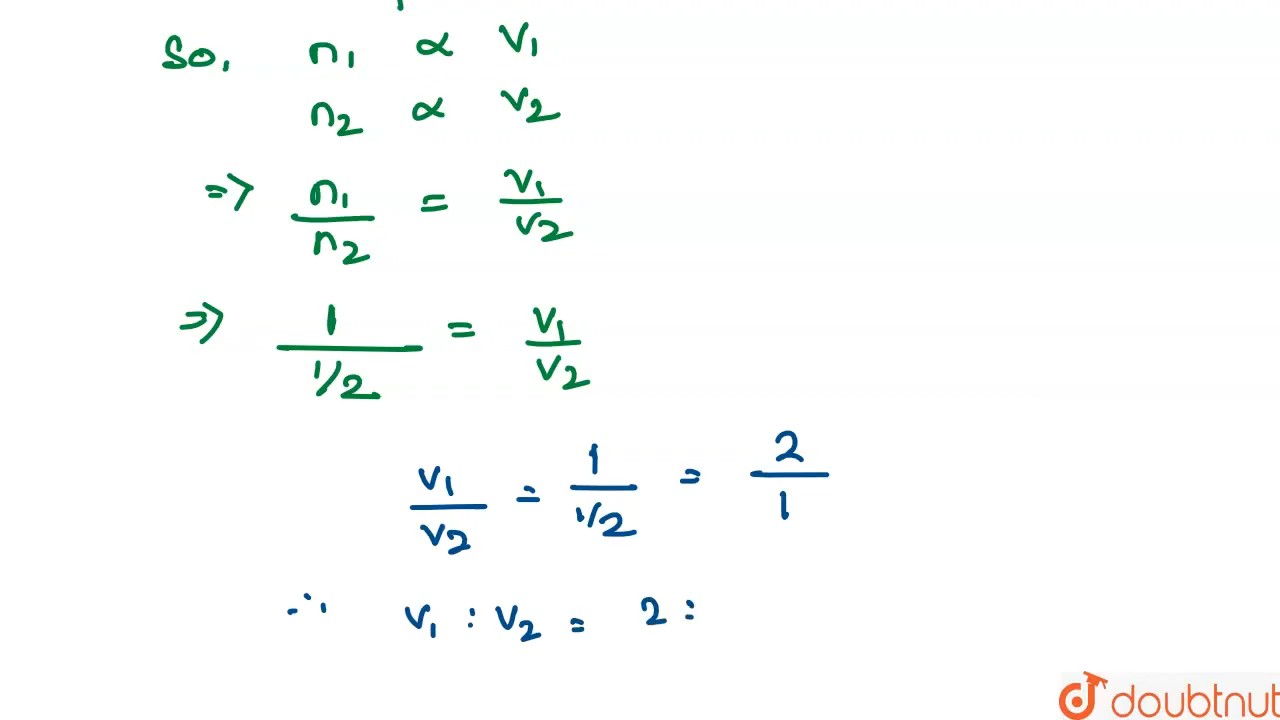 So, n₁ ∝ V₁
n₂ ∝ V₂
=> n₁/n₂ = V₁/V₂
=> 1/(1/2) = V₁/V₂
V₁/V₂ = 1/(1/2) = 2/1
∴ V₁ : V₂ = 2 :
doubtnut